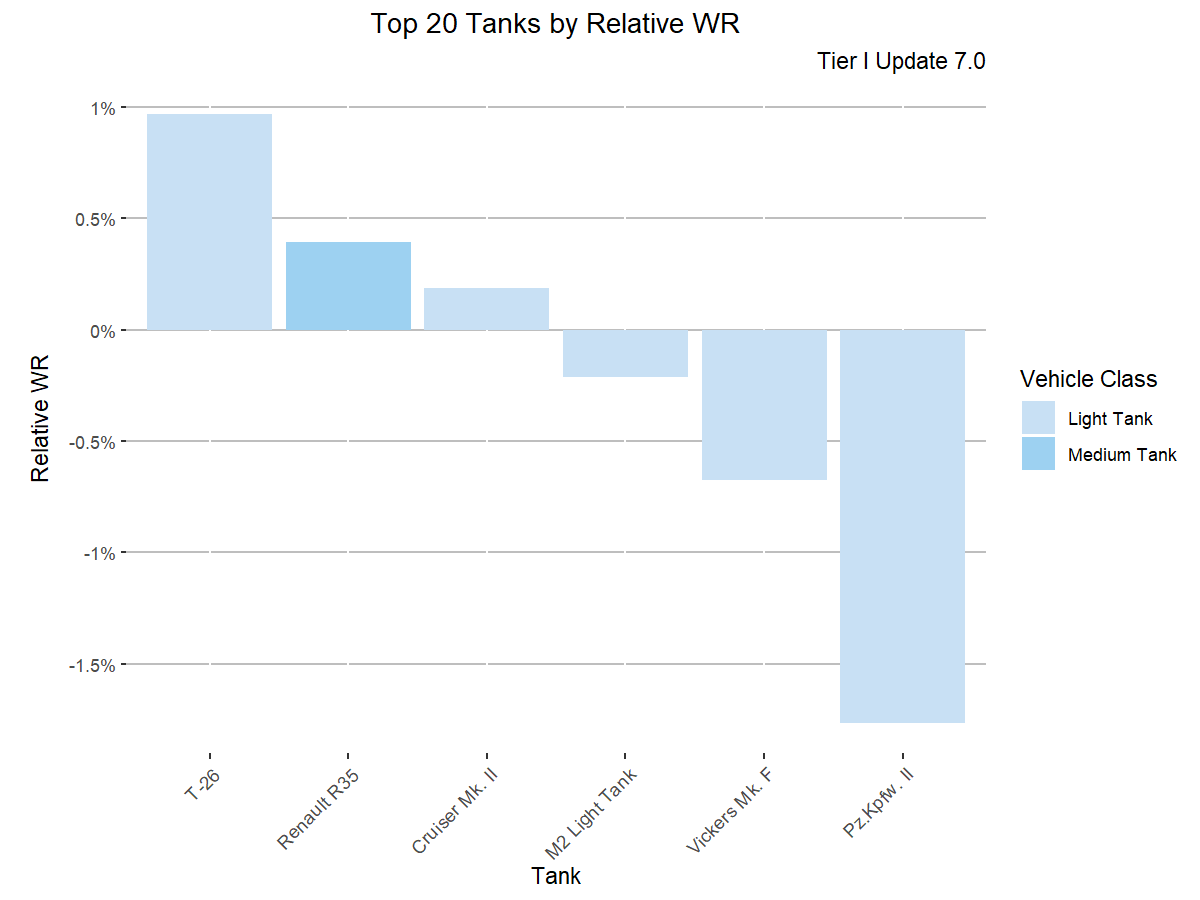 Top 20 Tanks by Relative WR
Tier I Update 7.0
1%
0.5%
0%
-0.5%
-1%
-1.5%
Relative WR
T-26
Renault R35
Cruiser Mk. II
M2 Light Tank
Vickers Mk. F
Pz.Kpfw. II
Tank
Vehicle Class
Light Tank
Medium Tank